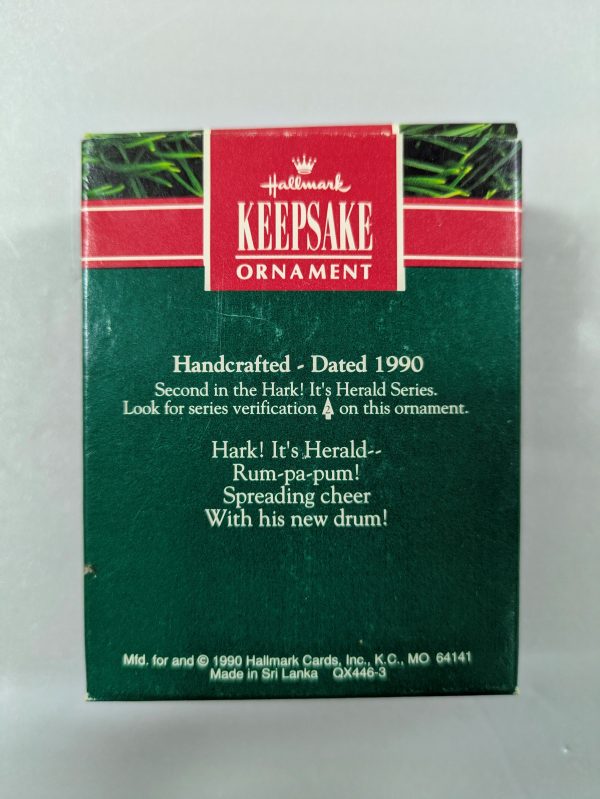 Hallmark
KEEPSAKE
ORNAMENT
Handcrafted - Dated 1990
Second in the Hark! It's Herald Series.
Look for series verification 2 on this ornament.
Hark! It's Herald--
Rum-pa-pum!
Spreading cheer
With his new drum!
Mfd. for and © 1990 Hallmark Cards, Inc., K.C., MO 64141
Made in Sri Lanka QX446-3